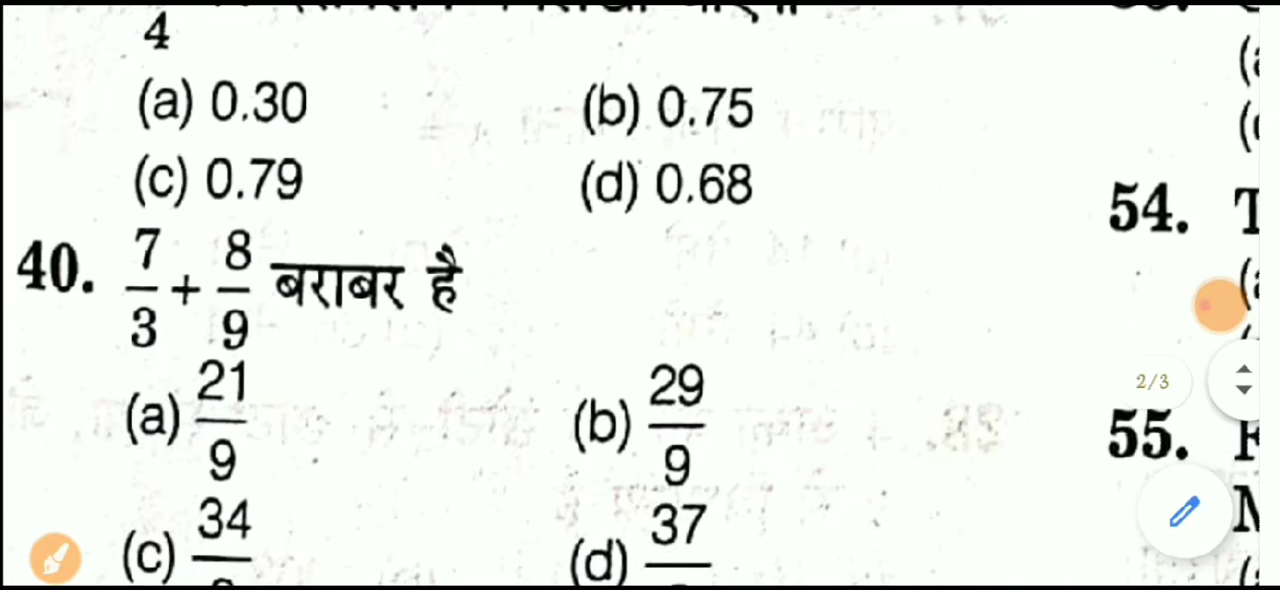 4
(a) 0.30 (b) 0.75
(c) 0.79 (d) 0.68
40. 7/3 + 8/9 बराबर है
(a) 21/9 (b) 29/9
(c) 34 (d) 37
54. T
2/3
55. F